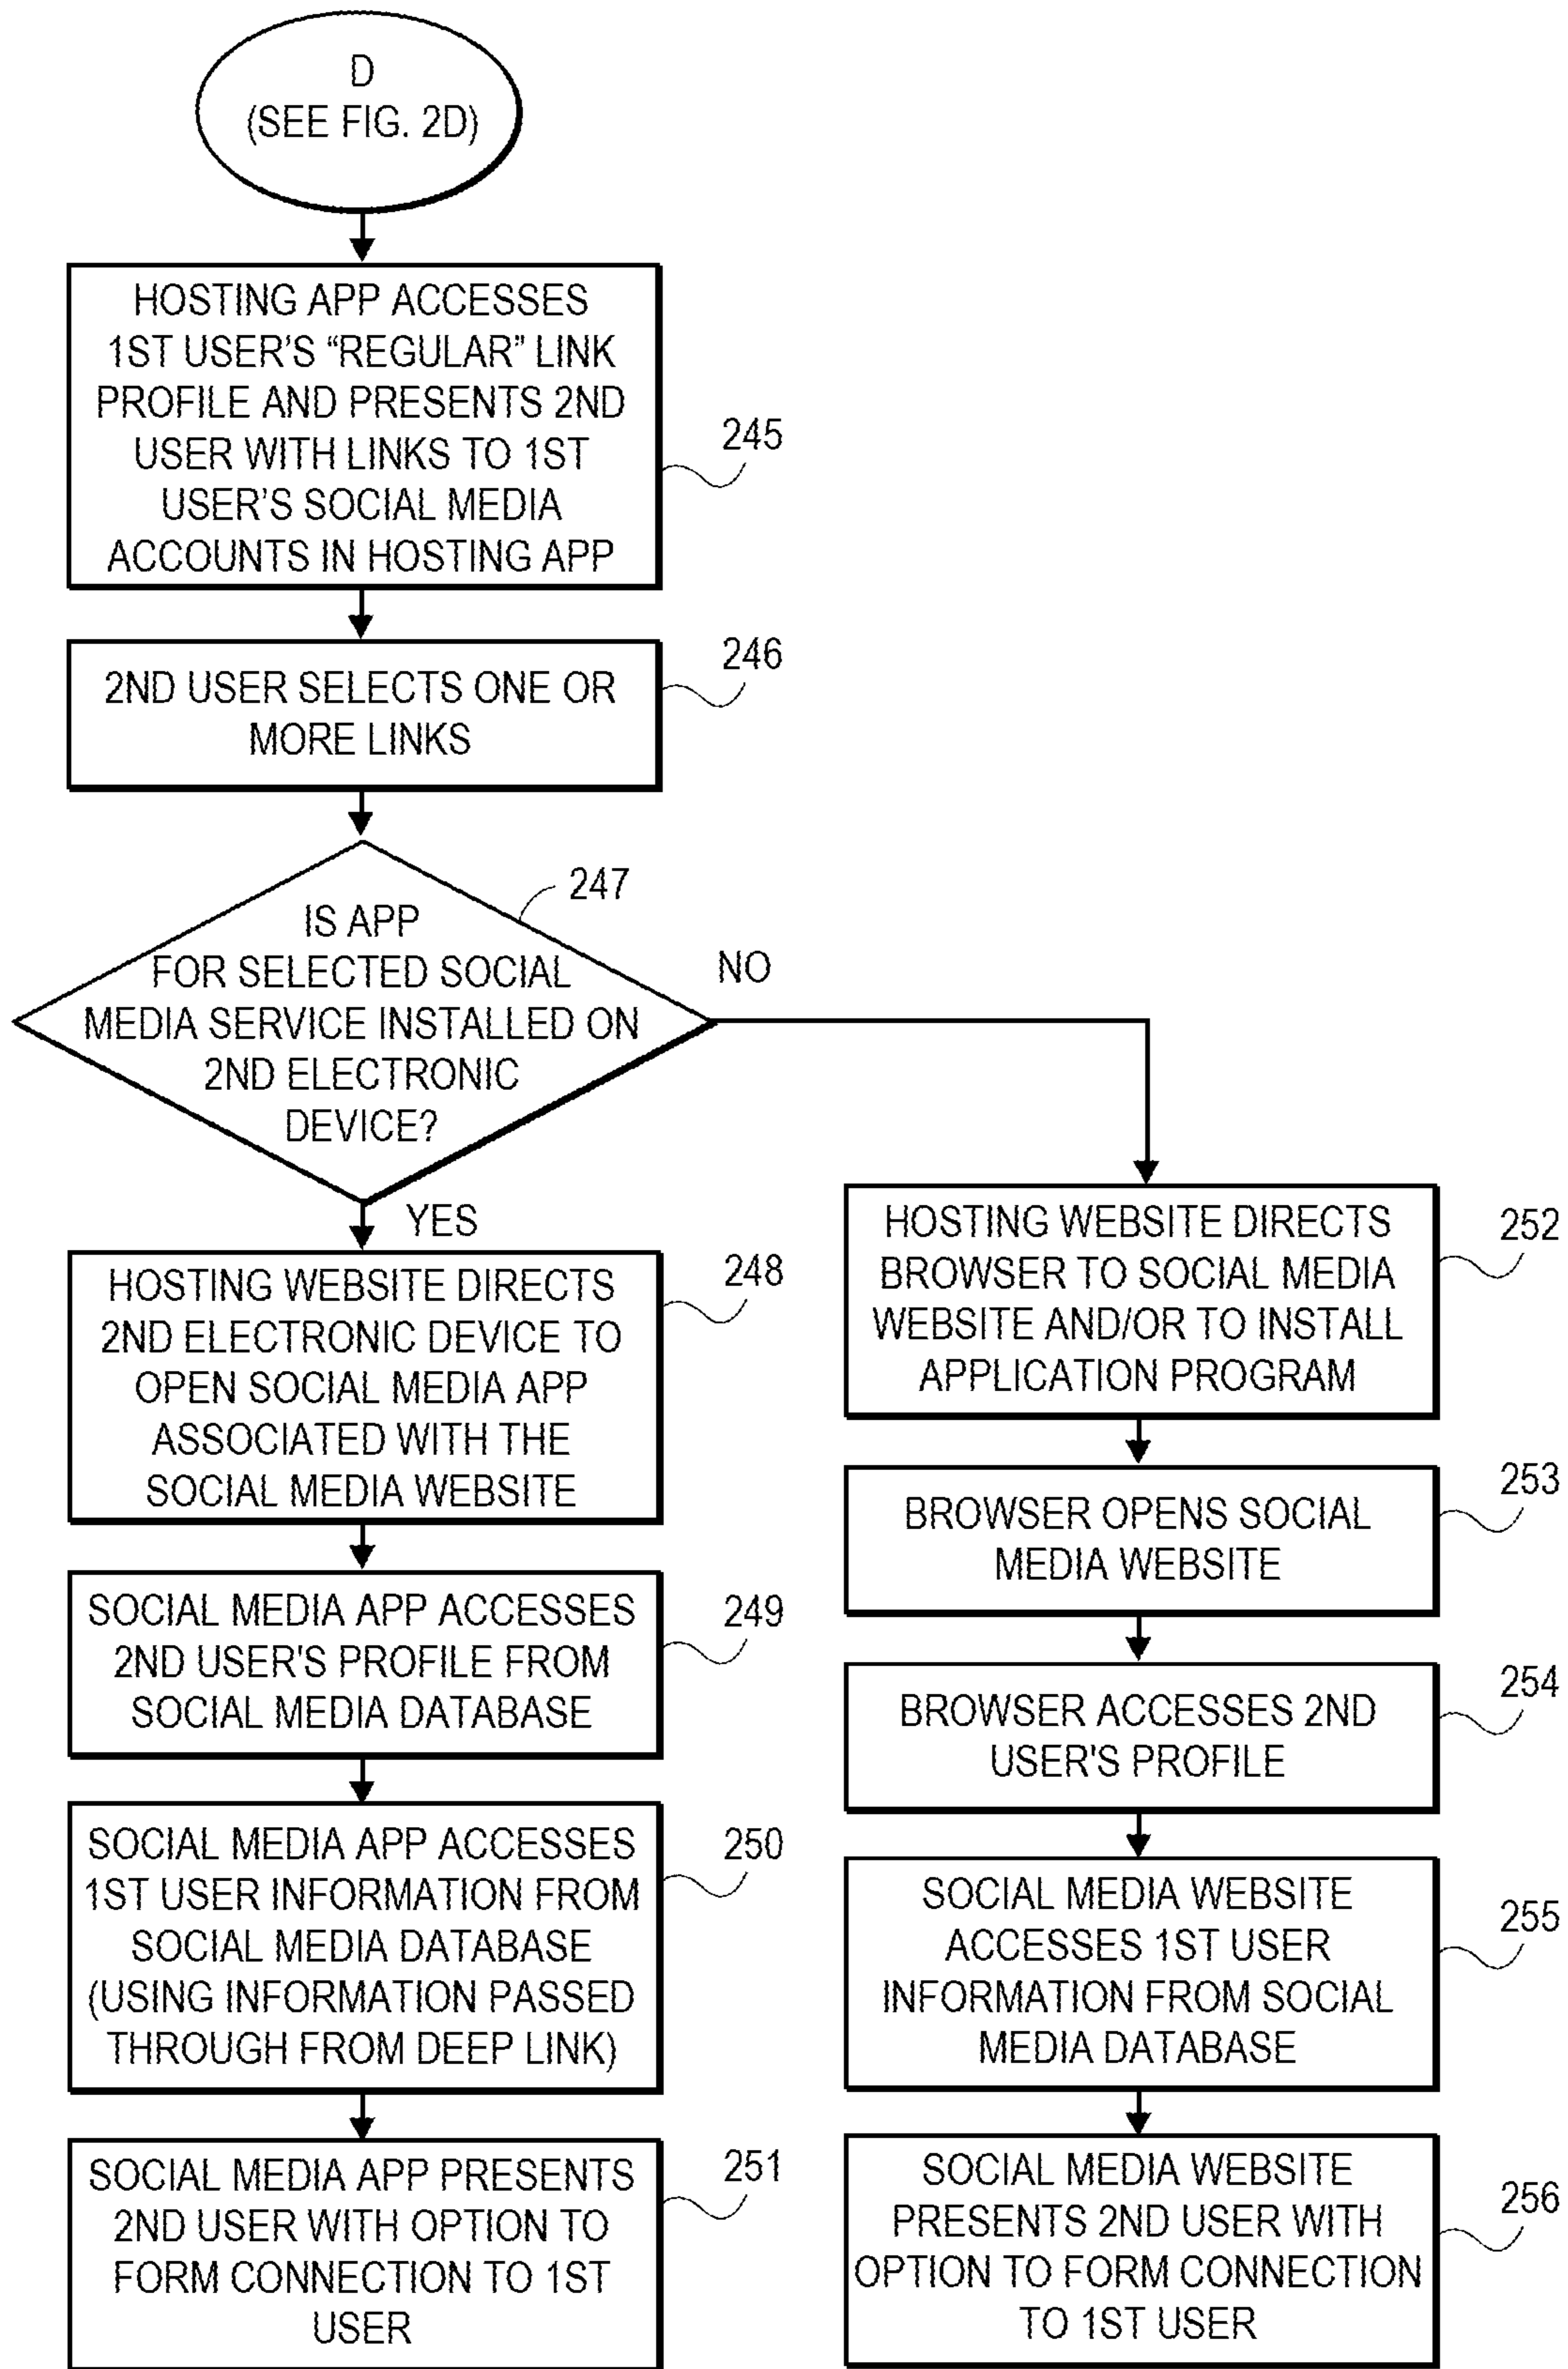 D
(SEE FIG. 2D)
HOSTING APP ACCESSES
1ST USER’S “REGULAR” LINK
PROFILE AND PRESENTS 2ND
USER WITH LINKS TO 1ST
USER’S SOCIAL MEDIA
ACCOUNTS IN HOSTING APP
245
2ND USER SELECTS ONE OR
MORE LINKS
246
IS APP
FOR SELECTED SOCIAL
MEDIA SERVICE INSTALLED ON
2ND ELECTRONIC
DEVICE?
247
NO
YES
HOSTING WEBSITE DIRECTS
2ND ELECTRONIC DEVICE TO
OPEN SOCIAL MEDIA APP
ASSOCIATED WITH THE
SOCIAL MEDIA WEBSITE
248
SOCIAL MEDIA APP ACCESSES
2ND USER'S PROFILE FROM
SOCIAL MEDIA DATABASE
249
SOCIAL MEDIA APP ACCESSES
1ST USER INFORMATION FROM
SOCIAL MEDIA DATABASE
(USING INFORMATION PASSED
THROUGH FROM DEEP LINK)
250
SOCIAL MEDIA APP PRESENTS
2ND USER WITH OPTION TO
FORM CONNECTION TO 1ST
USER
251
HOSTING WEBSITE DIRECTS
BROWSER TO SOCIAL MEDIA
WEBSITE AND/OR TO INSTALL
APPLICATION PROGRAM
252
BROWSER OPENS SOCIAL
MEDIA WEBSITE
253
BROWSER ACCESSES 2ND
USER'S PROFILE
254
SOCIAL MEDIA WEBSITE
ACCESSES 1ST USER
INFORMATION FROM SOCIAL
MEDIA DATABASE
255
SOCIAL MEDIA WEBSITE
PRESENTS 2ND USER WITH
OPTION TO FORM CONNECTION
TO 1ST USER
256